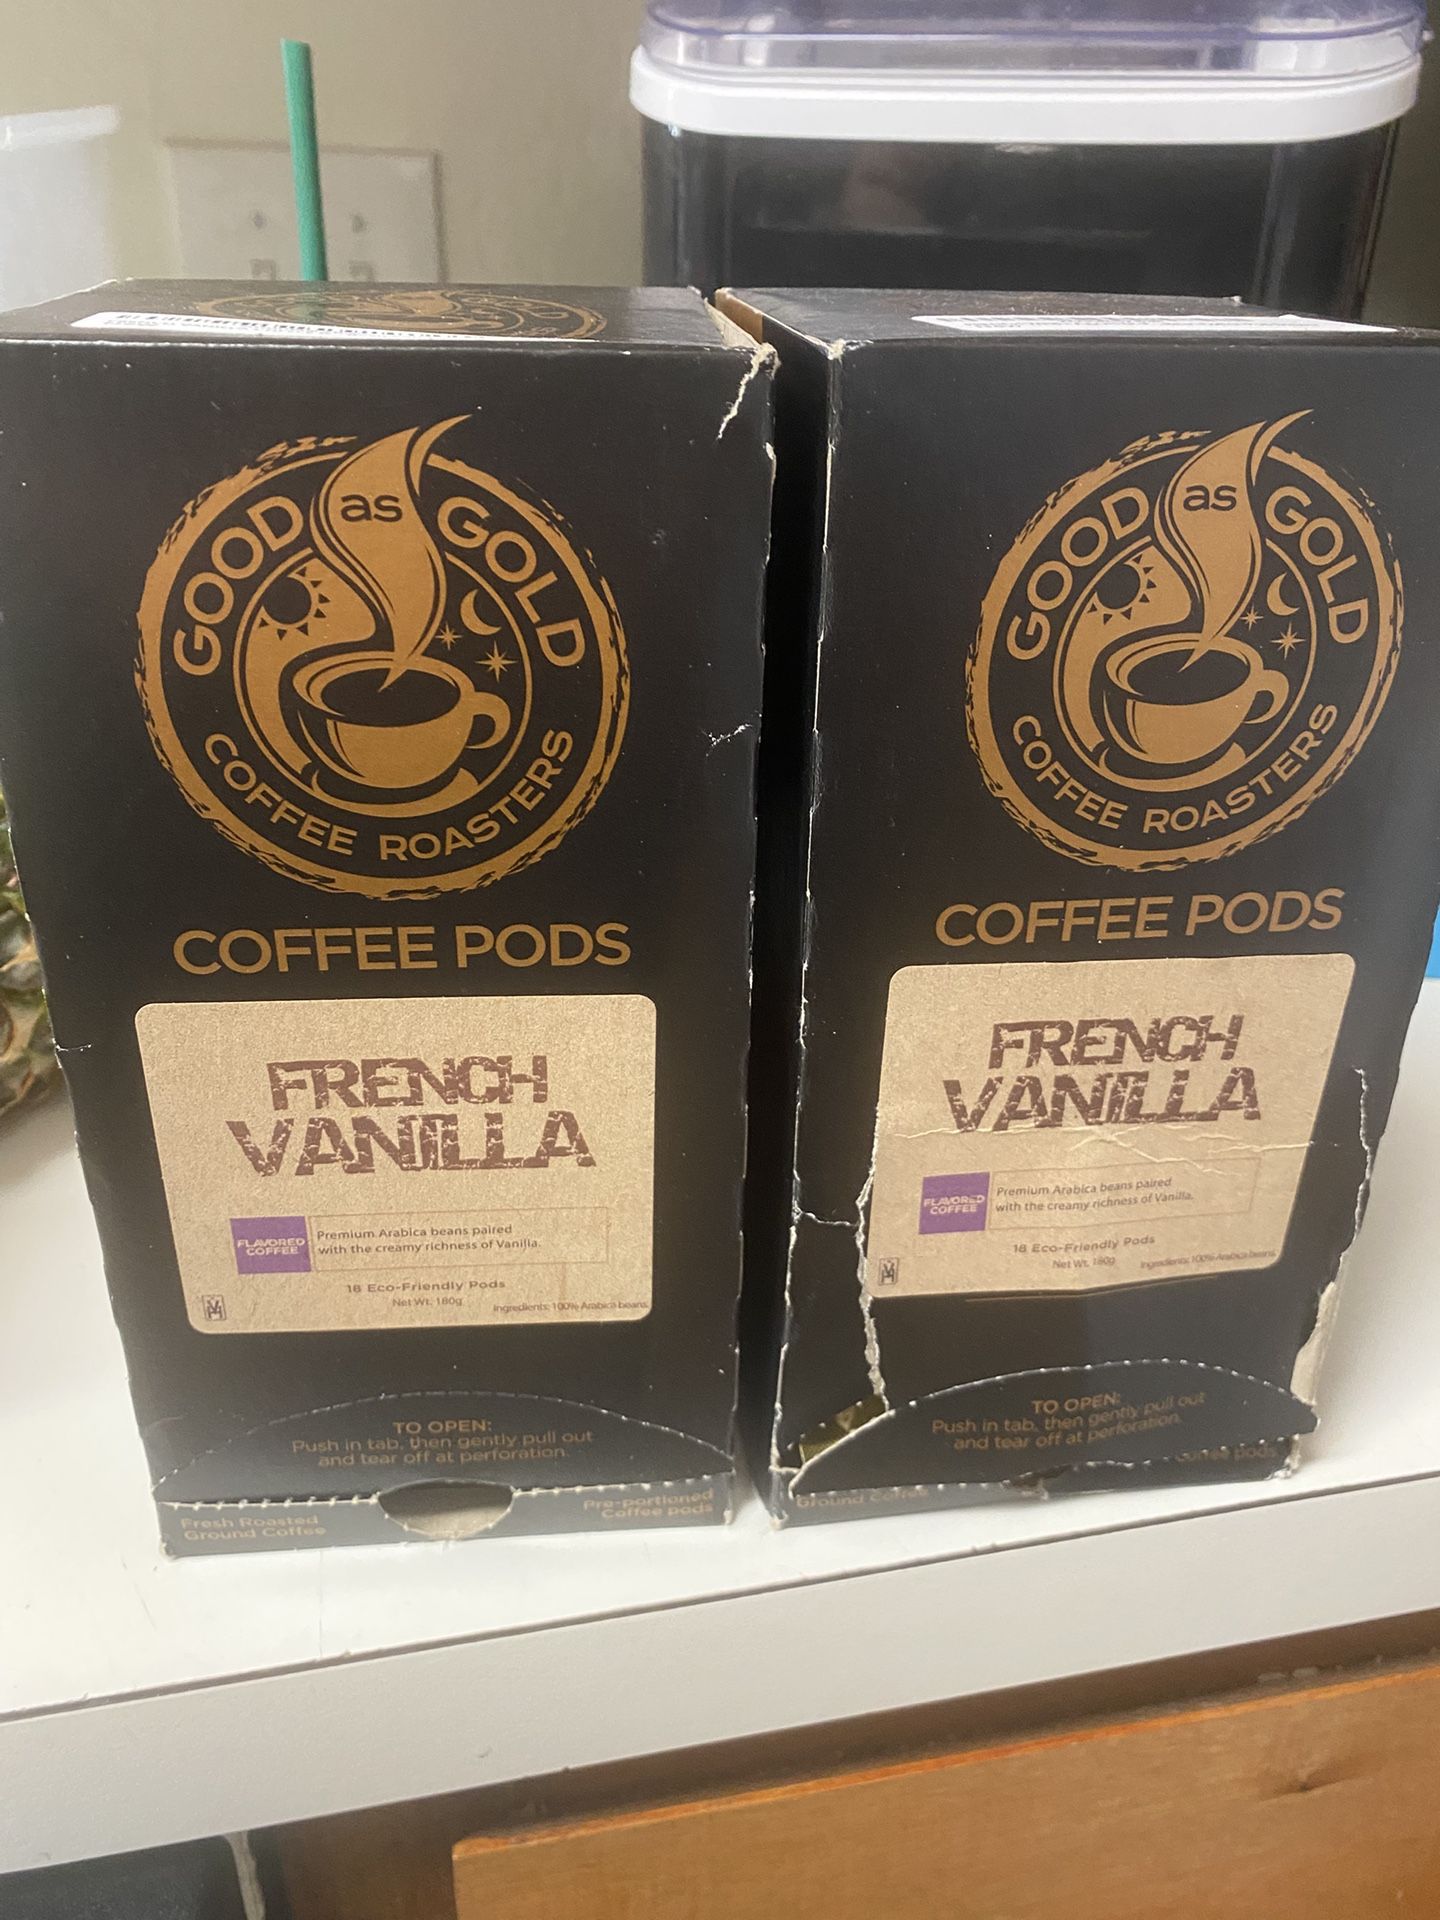 GOOD as GOLD
COFFEE ROASTERS
COFFEE PODS
FRENCH
VANILLA
FLAVORED
COFFEE
Premium Arabica beans paired
with the creamy richness of Vanilla.
18 Eco-Friendly Pods
Net Wt. 180g
Ingredients: 100% Arabica beans.
TO OPEN:
Push in tab, then gently pull out
and tear off at perforation.
Fresh Roasted
Ground Coffee
Pre-portioned
Coffee pods
GOOD as GOLD
COFFEE ROASTERS
COFFEE PODS
FRENCH
VANILLA
FLAVORED
COFFEE
Premium Arabica beans paired
with the creamy richness of Vanilla.
18 Eco-Friendly Pods
Net Wt. 180g
Ingredients: 100% Arabica beans.
TO OPEN:
Push in tab, then gently pull out
and tear off at perforation.
Ground Coffee
Coffee pods